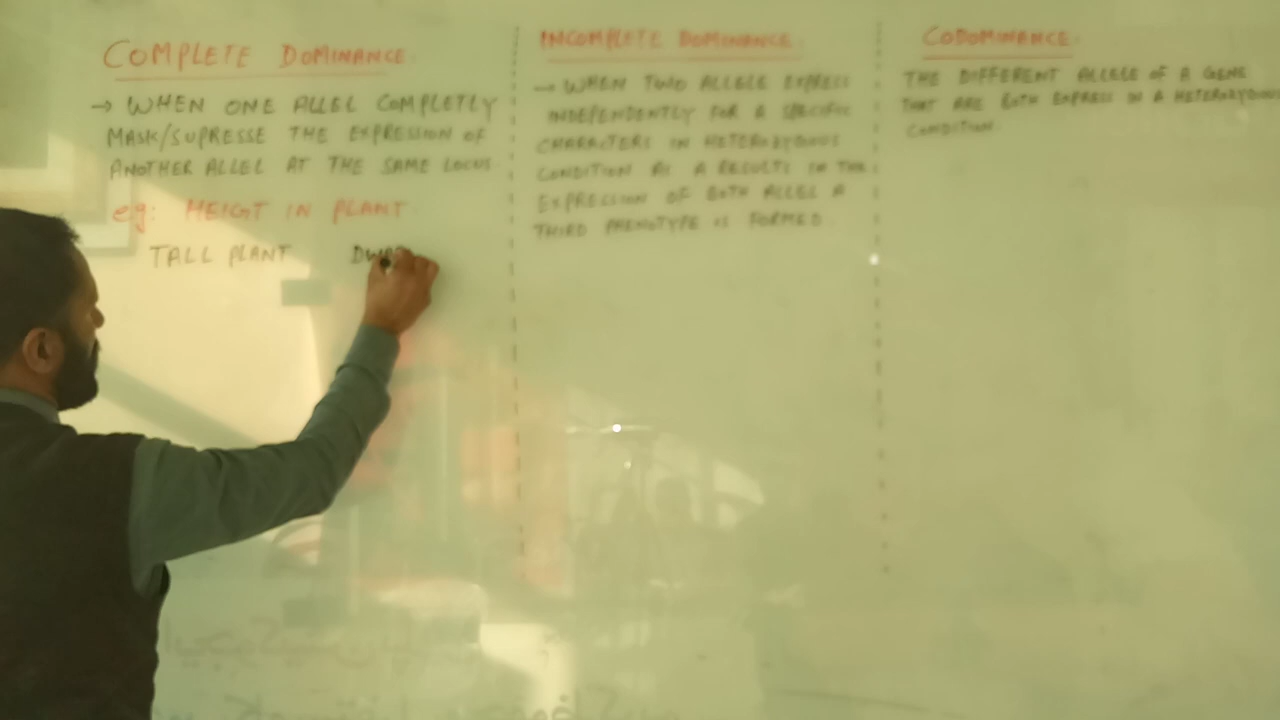 COMPLETE DOMINANCE
→ WHEN ONE ALLEL COMPLETLY
MASK/SUPRESSE THE EXPRESSION OF
ANOTHER ALLEL AT THE SAME LOCUS.
eg: HEIGT IN PLANT
TALL PLANT DWAR
INCOMPLETE DOMINANCE
→ WHEN TWO ALLELE EXPRESS
INDEPENDENTLY FOR A SPECIFIC
CHARACTERS IN HETEROZYGOUS
CONDITION AS A RESULTS IN THE
EXPRESSION OF BOTH ALLEL A
THIRD PHENOTYPE IS FORMED.
CODOMINANCE
THE DIFFERENT ALLELE OF A GENE
THAT ARE BOTH EXPRESS IN A HETEROZYGOUS
CONDITION.